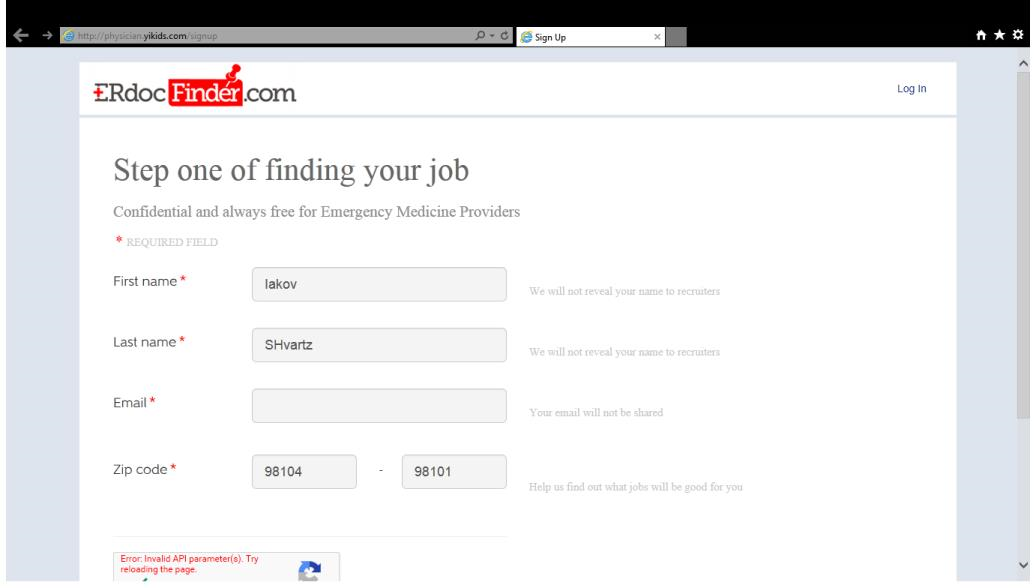 http://physician.yikids.com/signup
Sign Up
ERdocFinder.com
Log In
Step one of finding your job
Confidential and always free for Emergency Medicine Providers
* REQUIRED FIELD
First name *
Iakov
We will not reveal your name to recruiters
Last name *
SHvartz
We will not reveal your name to recruiters
Email *
Your email will not be shared
Zip code *
98104 - 98101
Help us find out what jobs will be good for you
Error: Invalid API parameter(s). Try
reloading the page.